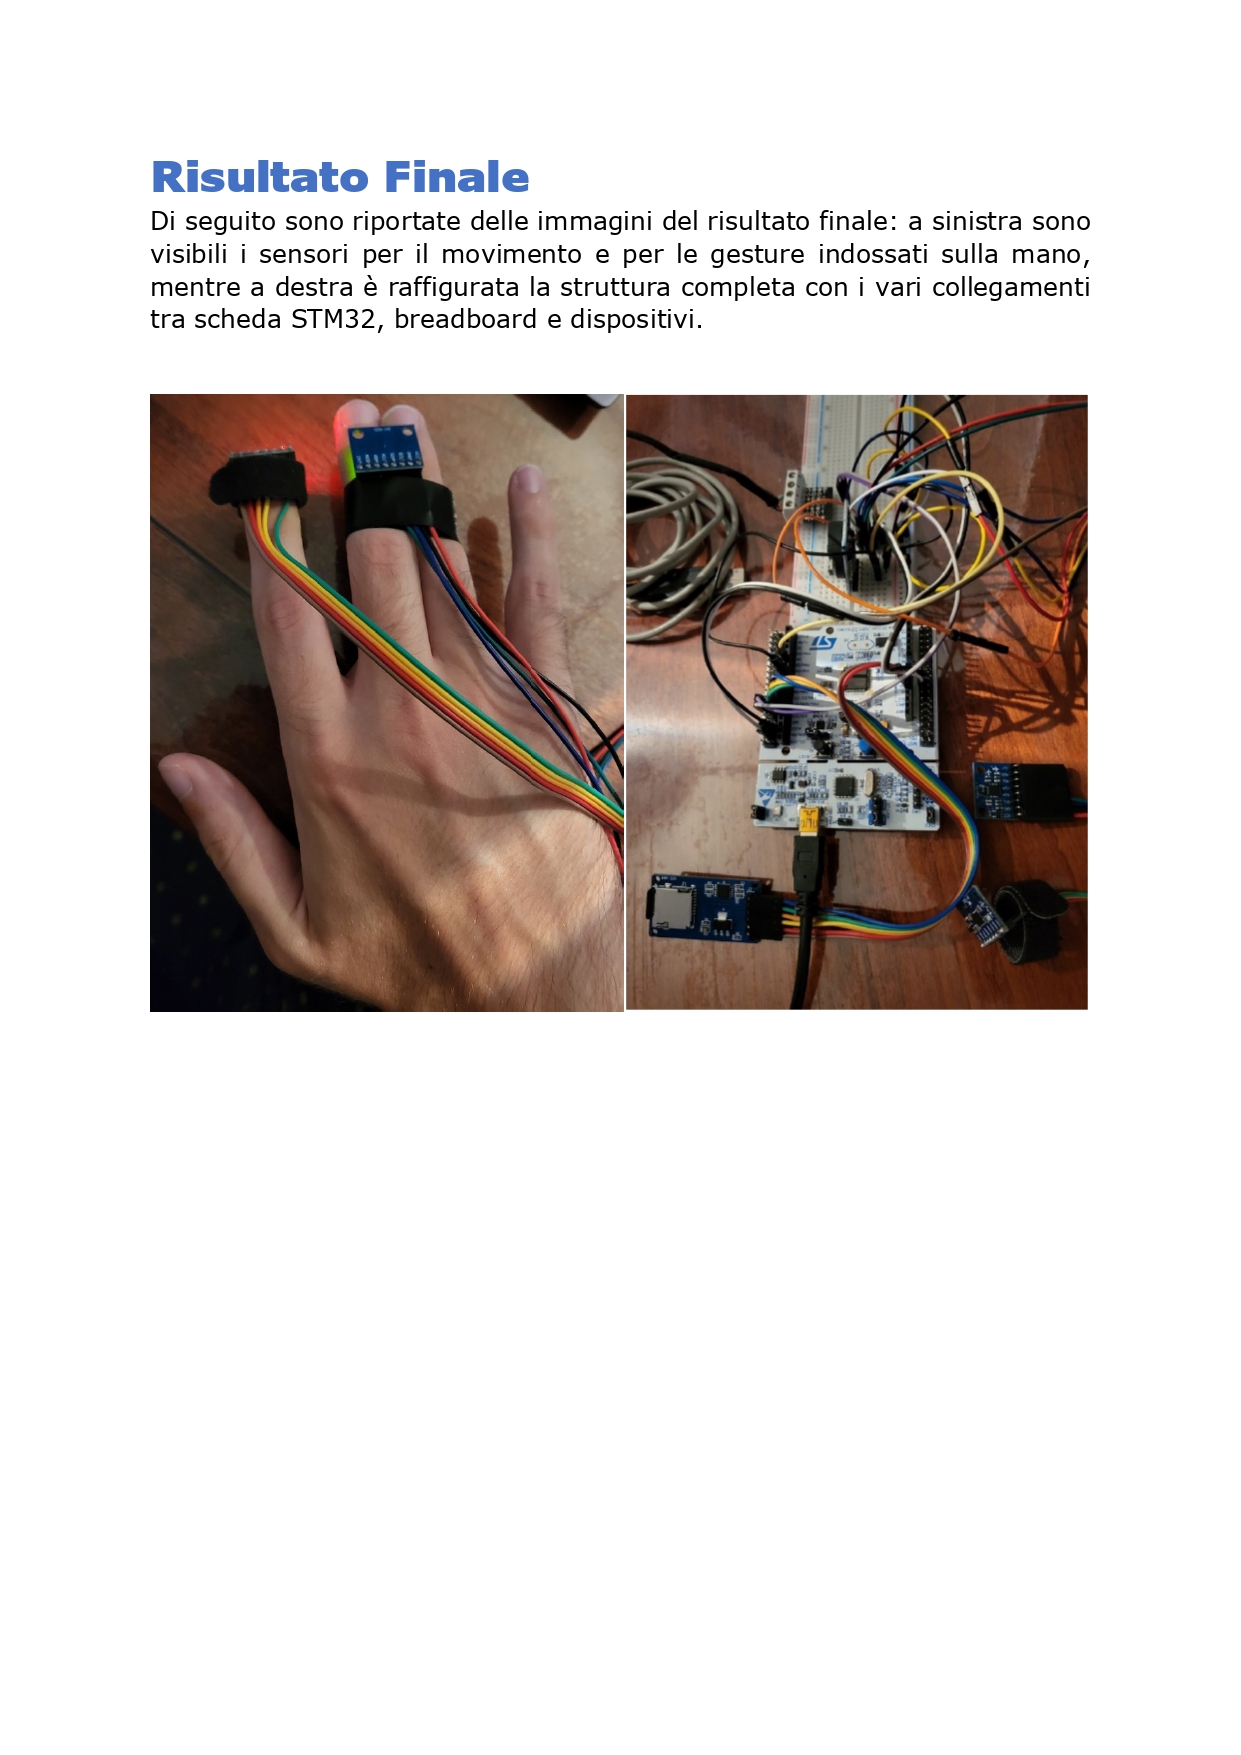 Risultato Finale
Di seguito sono riportate delle immagini del risultato finale: a sinistra sono
visibili i sensori per il movimento e per le gesture indossati sulla mano,
mentre a destra è raffigurata la struttura completa con i vari collegamenti
tra scheda STM32, breadboard e dispositivi.